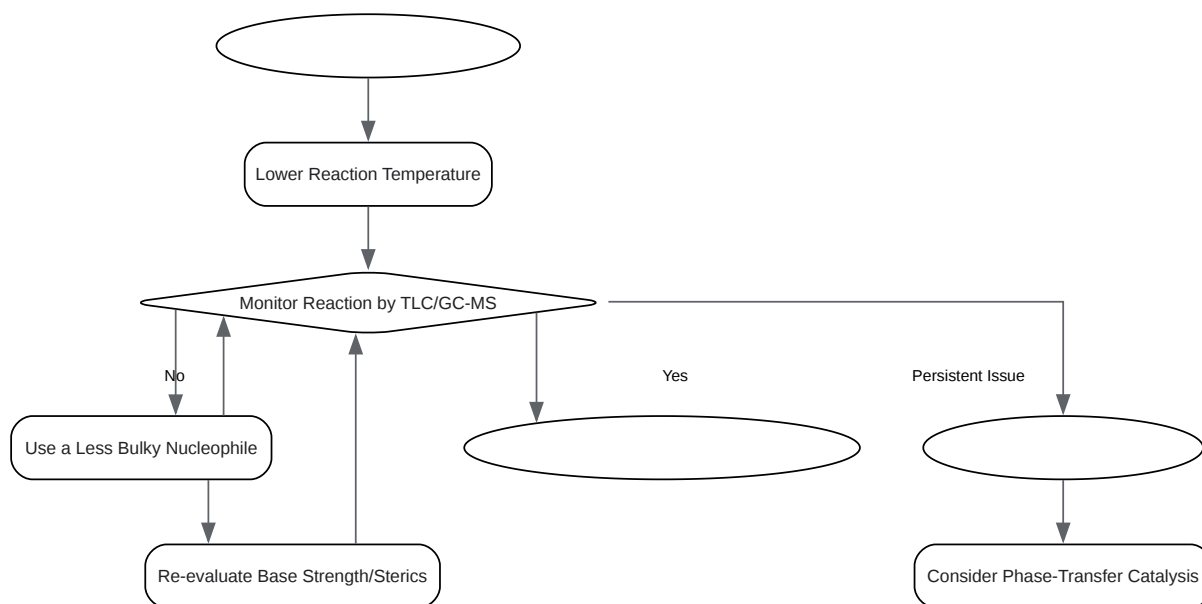 Lower Reaction Temperature
Monitor Reaction by TLC/GC-MS
No
Yes
Persistent Issue
Use a Less Bulky Nucleophile
Re-evaluate Base Strength/Sterics
Consider Phase-Transfer Catalysis